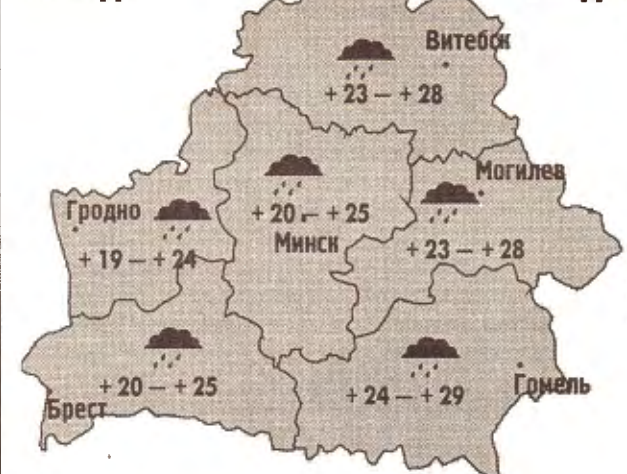 Витебск
+ 23 – + 28
Могилев
Гродно
+ 20 – + 25
Минск
+ 23 – + 28
+ 19 – + 24
+ 20 – + 25
Брест
+ 24 – + 29
Гомель